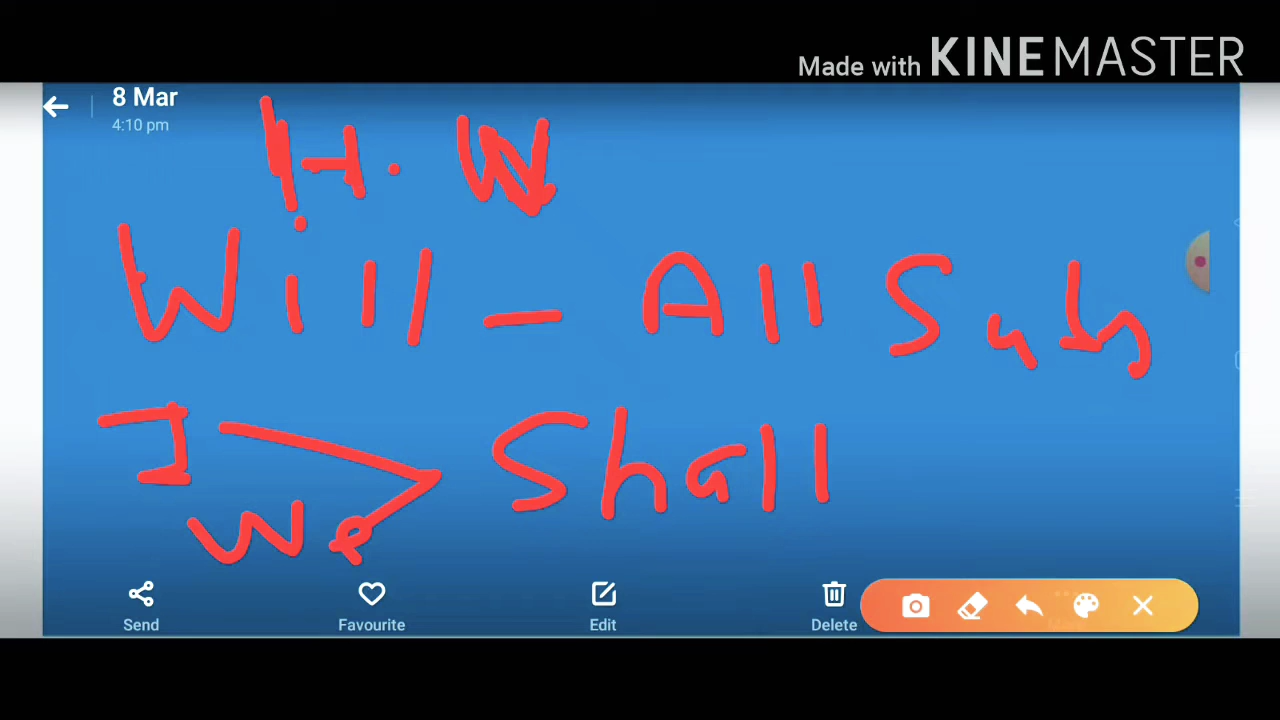 Made with KINEMASTER
8 Mar
4:10 pm
H.W
Will - All Sub
I
We
Shall
Send
Favourite
Edit
Delete